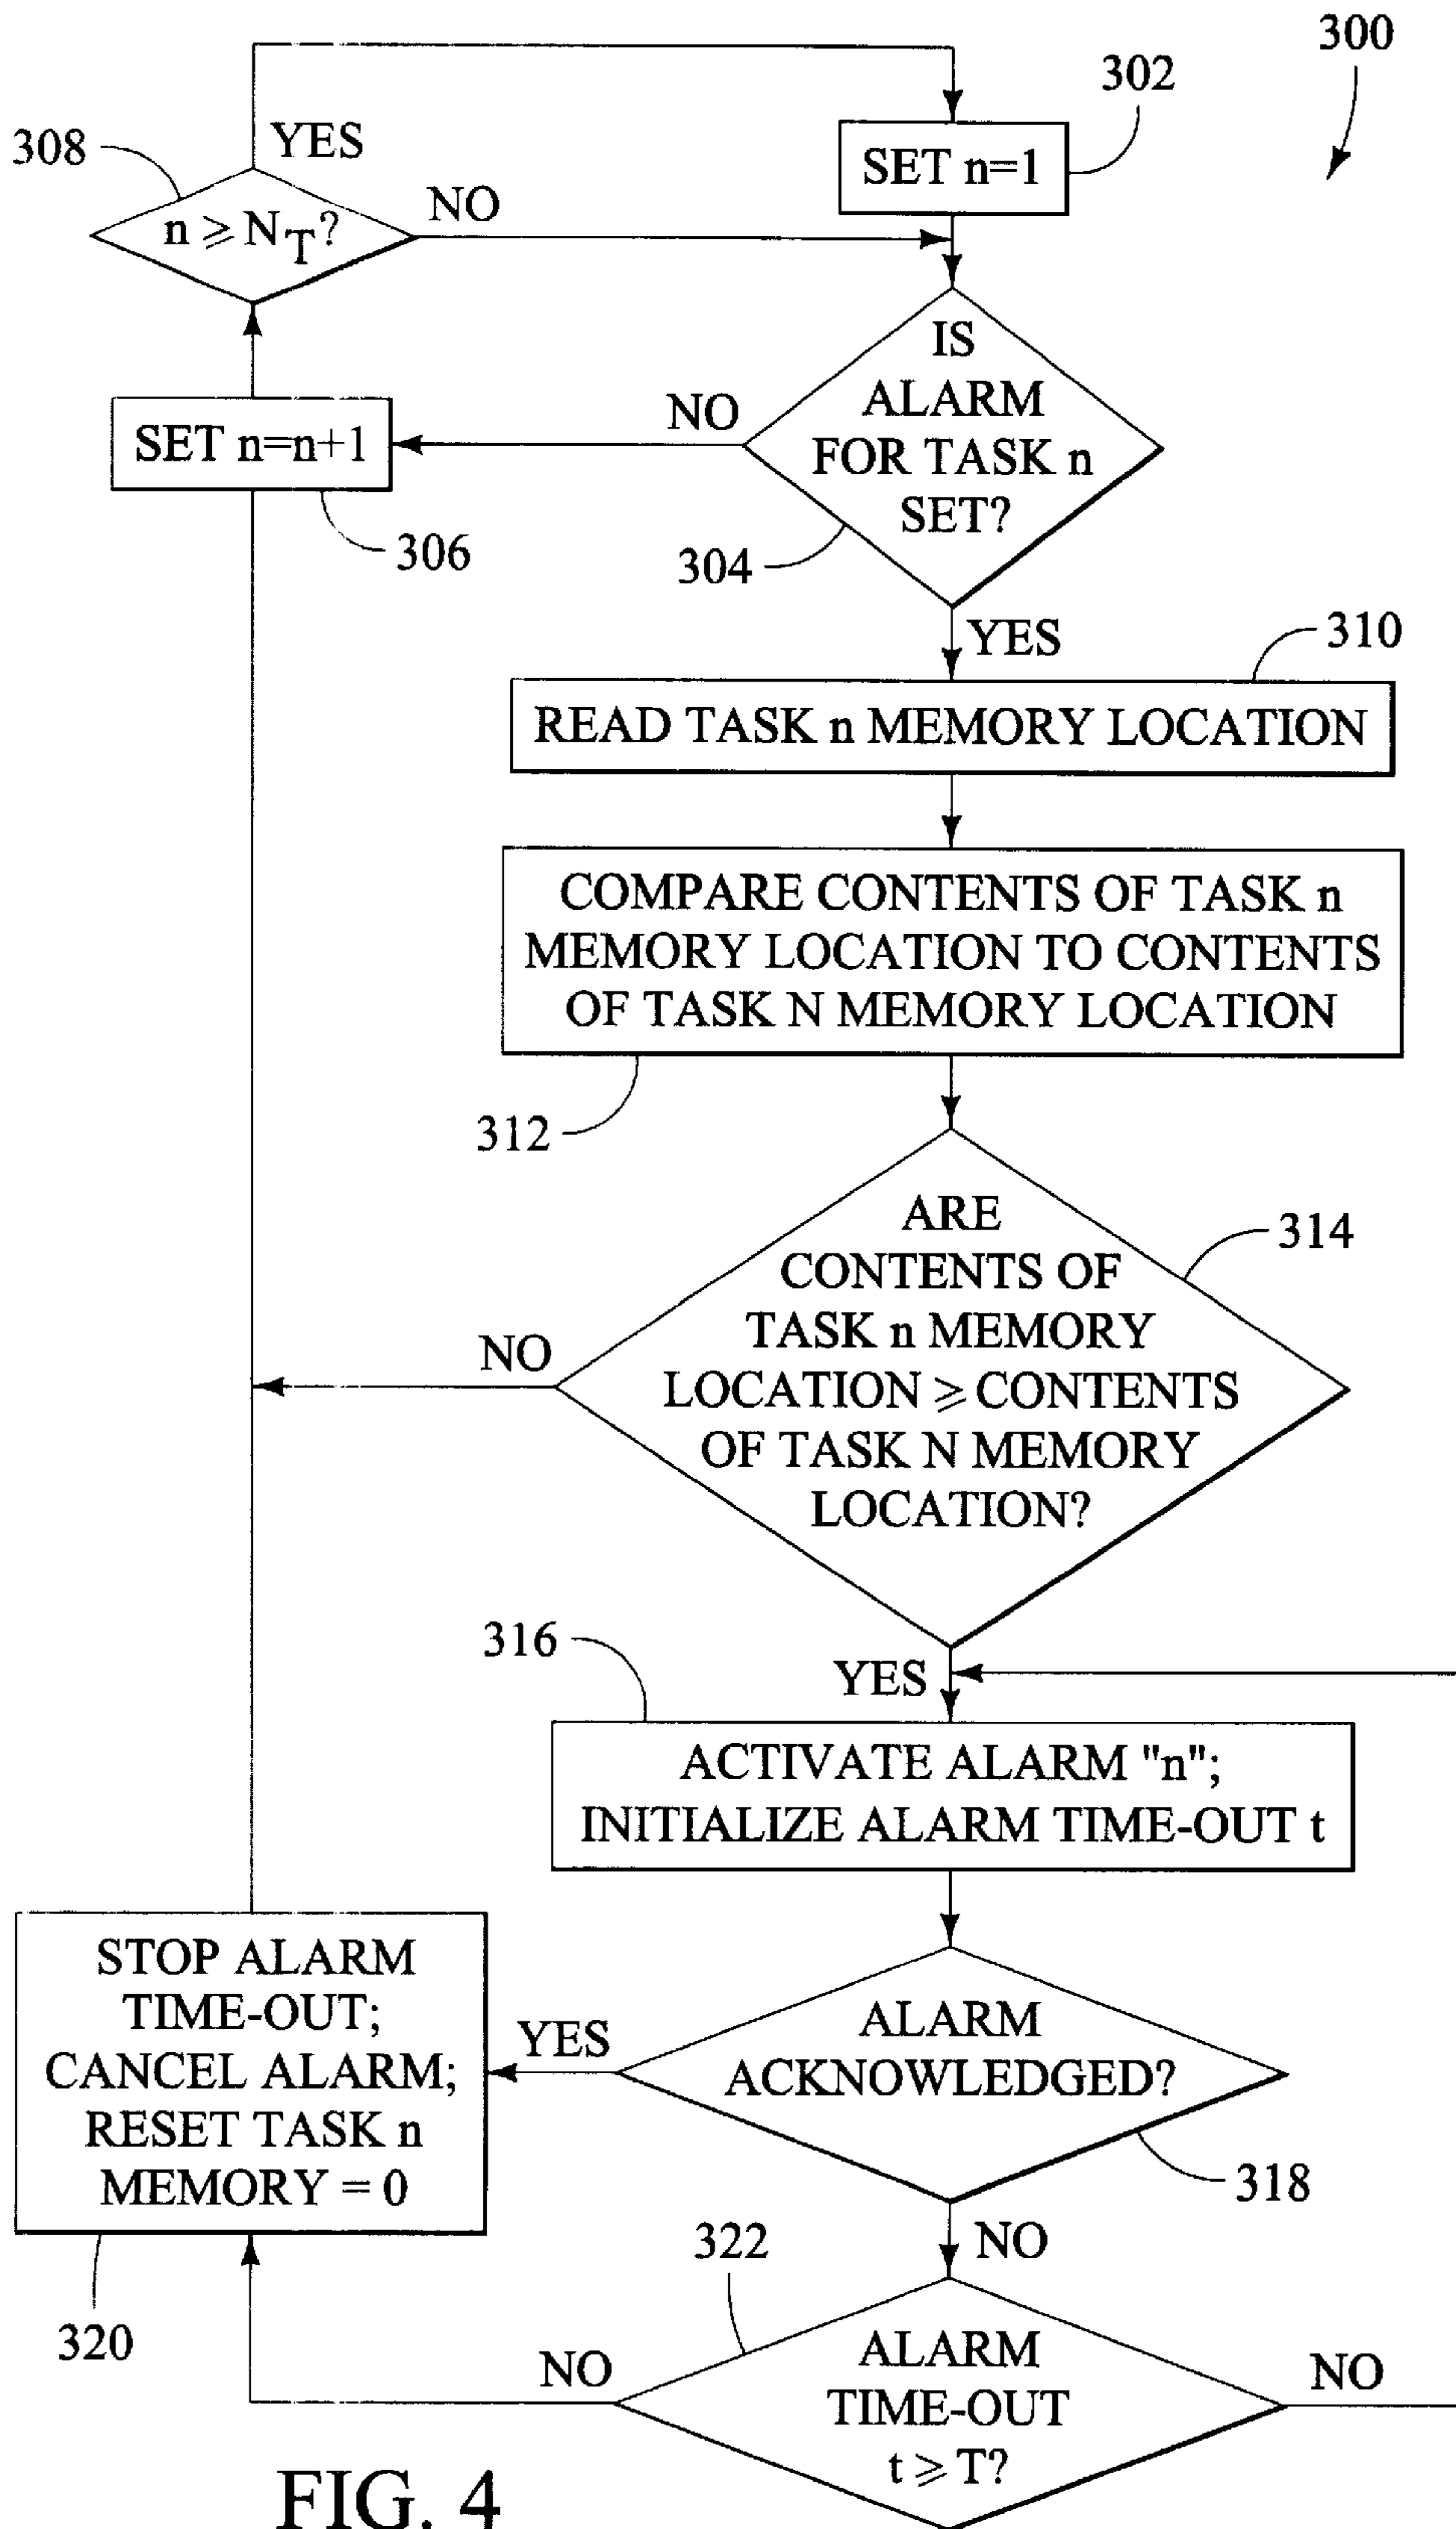 300
302
SET n=1
308
YES
n ⩾ N_T?
NO
IS
ALARM
FOR TASK n
SET?
NO
SET n=n+1
306
304
YES
310
READ TASK n MEMORY LOCATION
COMPARE CONTENTS OF TASK n
MEMORY LOCATION TO CONTENTS
OF TASK N MEMORY LOCATION
312
ARE
CONTENTS OF
TASK n MEMORY
LOCATION ⩾ CONTENTS
OF TASK N MEMORY
LOCATION?
314
NO
316
YES
ACTIVATE ALARM "n";
INITIALIZE ALARM TIME-OUT t
STOP ALARM
TIME-OUT;
CANCEL ALARM;
RESET TASK n
MEMORY = 0
YES
ALARM
ACKNOWLEDGED?
318
320
322
NO
NO
ALARM
TIME-OUT
t ⩾ T?
NO
FIG. 4